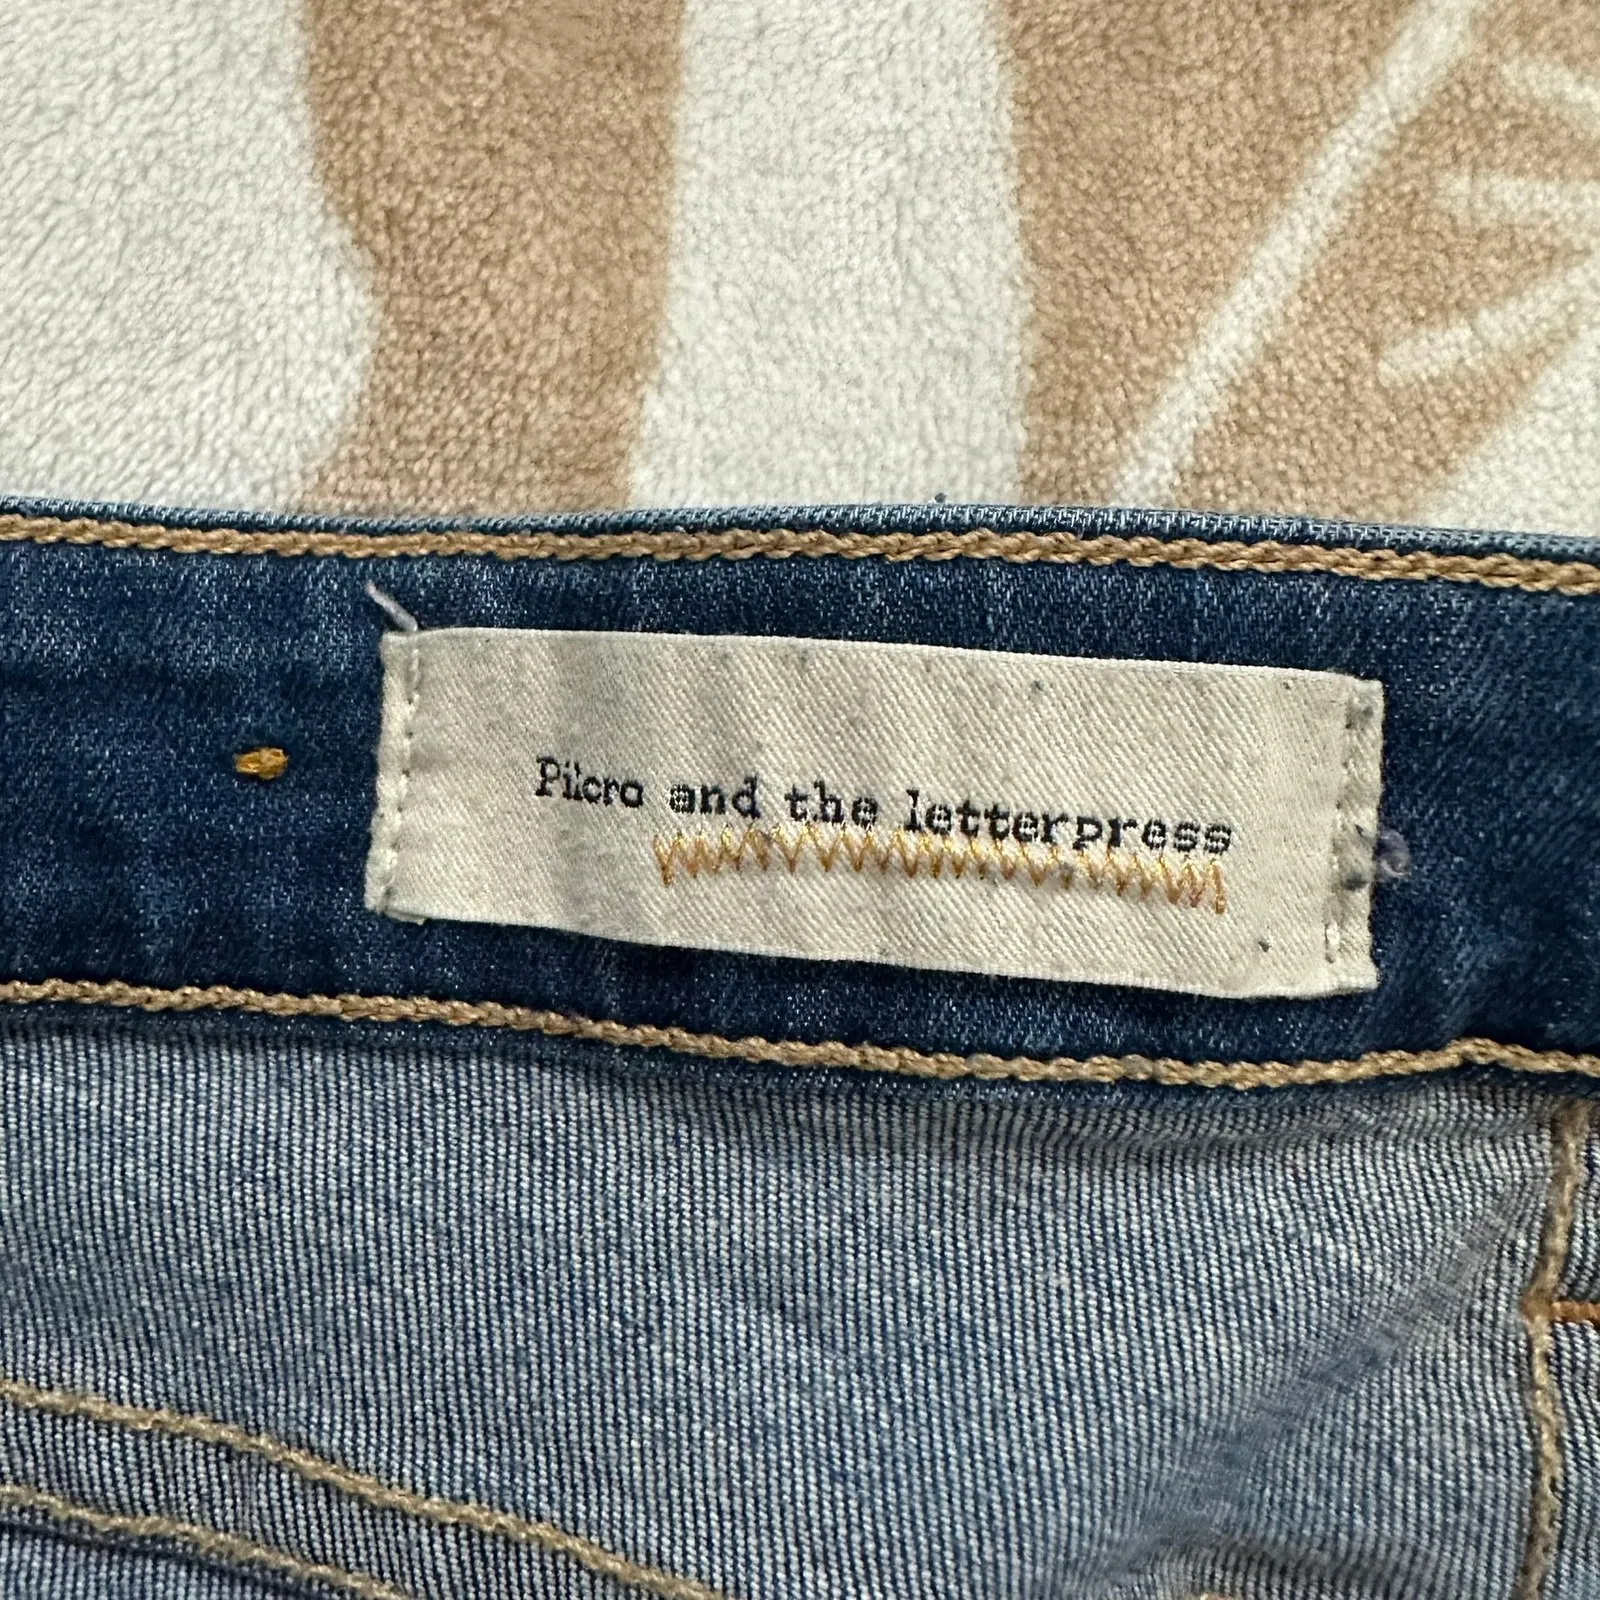 Pilcro and the letterpress